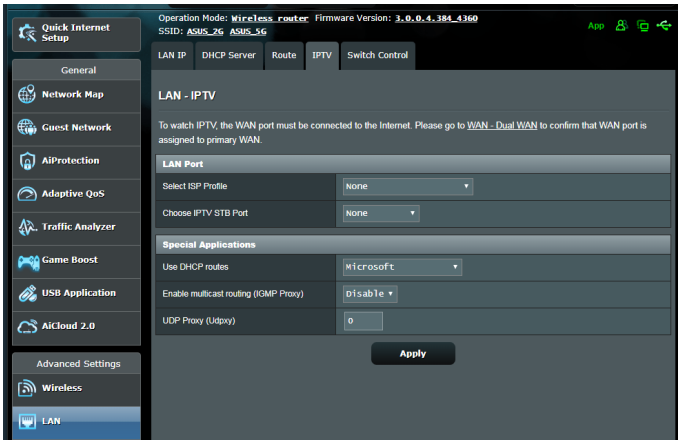 Operation Mode: Wireless router Firmware Version: 3.0.0.4.384_4360
SSID: ASUS_2G ASUS_5G
App
Quick Internet
Setup
General
Network Map
Guest Network
AiProtection
Adaptive QoS
Traffic Analyzer
Game Boost
USB Application
AiCloud 2.0
Advanced Settings
Wireless
LAN
LAN IP
DHCP Server
Route
IPTV
Switch Control
LAN - IPTV
To watch IPTV, the WAN port must be connected to the Internet. Please go to WAN - Dual WAN to confirm that WAN port is
assigned to primary WAN.
LAN Port
Select ISP Profile None
Choose IPTV STB Port None
Special Applications
Use DHCP routes Microsoft
Enable multicast routing (IGMP Proxy) Disable
UDP Proxy (Udpxy) 0
Apply